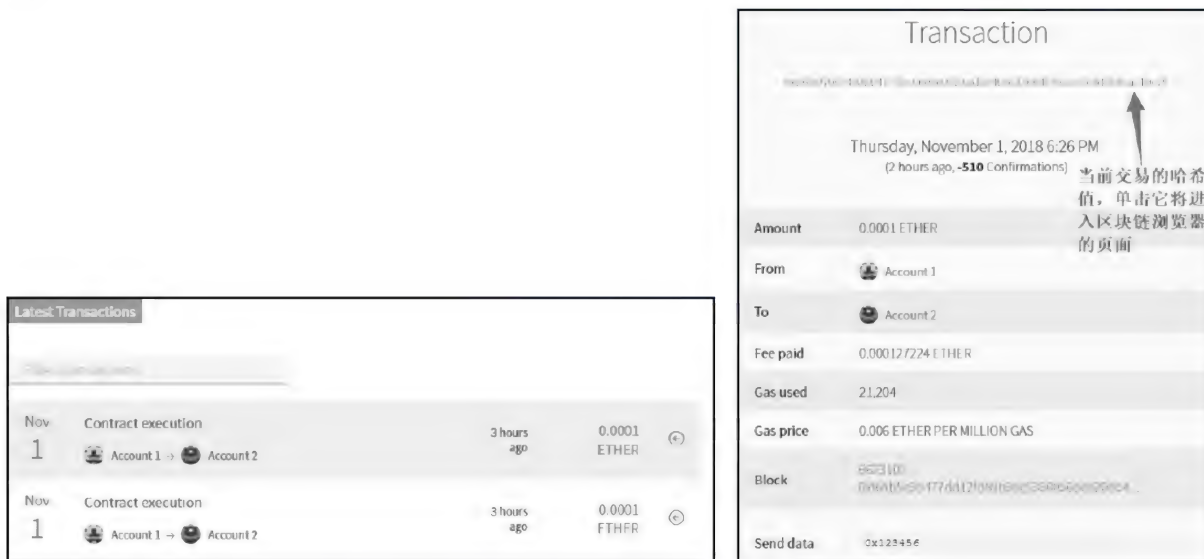 Latest Transactions
Nov
1
Contract execution
Account 1 → Account 2
3 hours
ago
0.0001
ETHER
Nov
1
Contract execution
Account 1 → Account 2
3 hours
ago
0.0001
ETHER
Transaction
Thursday, November 1, 2018 6:26 PM
(2 hours ago, -510 Confirmations)
当前交易的哈希
值，单击它将进
入区块链浏览器
的页面
Amount 0.0001 ETHER
From Account 1
To Account 2
Fee paid 0.000127224 ETHER
Gas used 21,204
Gas price 0.006 ETHER PER MILLION GAS
Block
Send data 0x123456